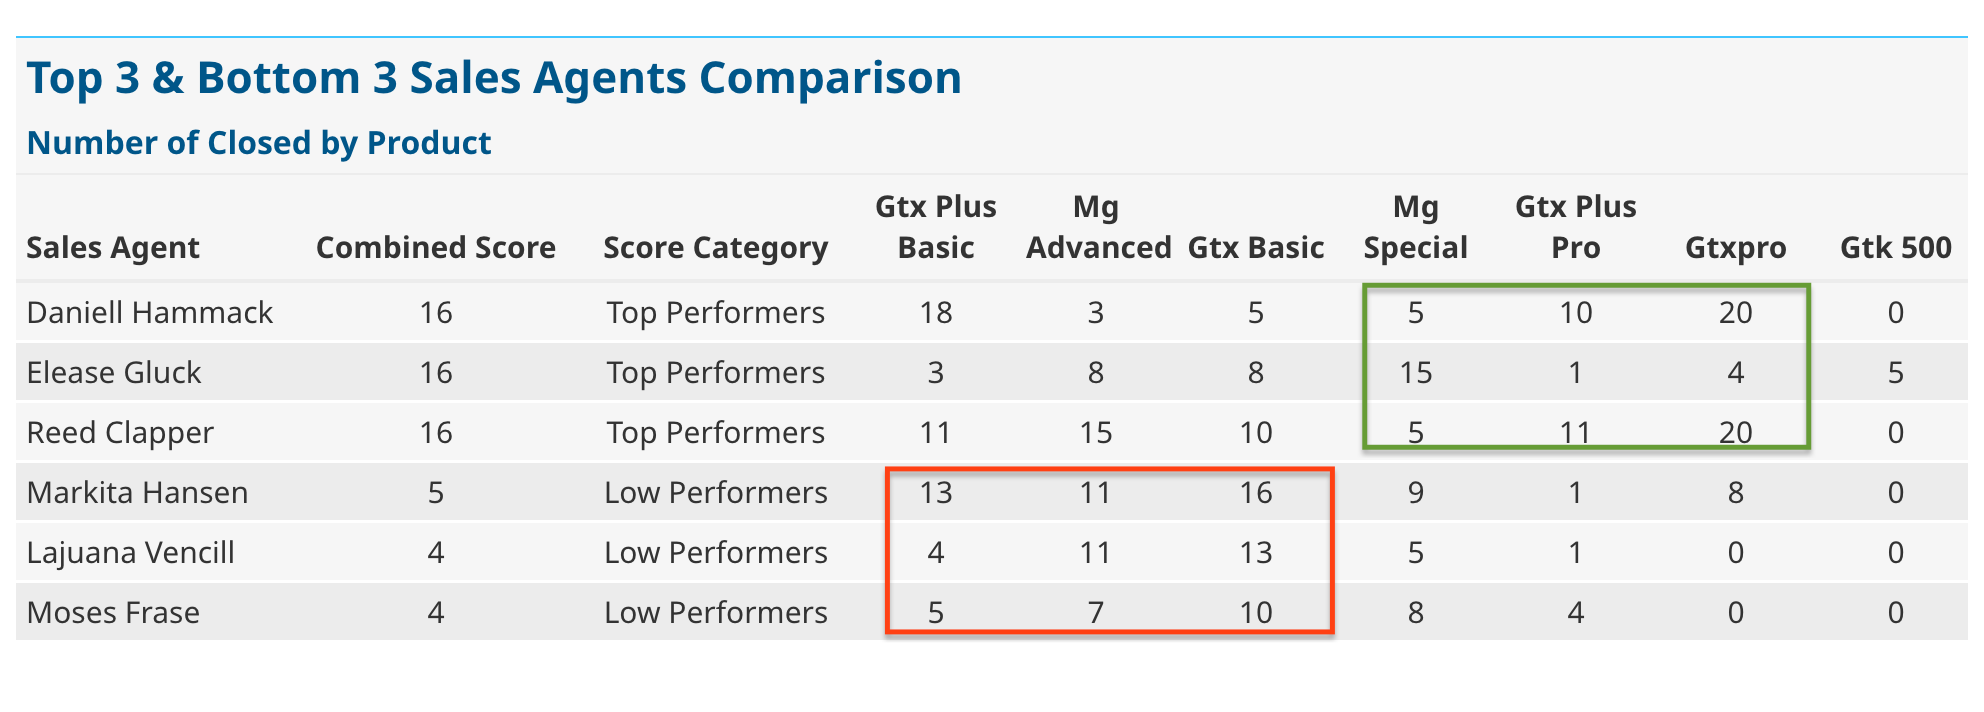 Top 3 & Bottom 3 Sales Agents Comparison
Number of Closed by Product
Sales Agent Combined Score Score Category Gtx Plus Basic Mg Advanced Gtx Basic Mg Special Gtx Plus Pro Gtxpro Gtk 500
Daniell Hammack 16 Top Performers 18 3 5 5 10 20 0
Elease Gluck 16 Top Performers 3 8 8 15 1 4 5
Reed Clapper 16 Top Performers 11 15 10 5 11 20 0
Markita Hansen 5 Low Performers 13 11 16 9 1 8 0
Lajuana Vencill 4 Low Performers 4 11 13 5 1 0 0
Moses Frase 4 Low Performers 5 7 10 8 4 0 0